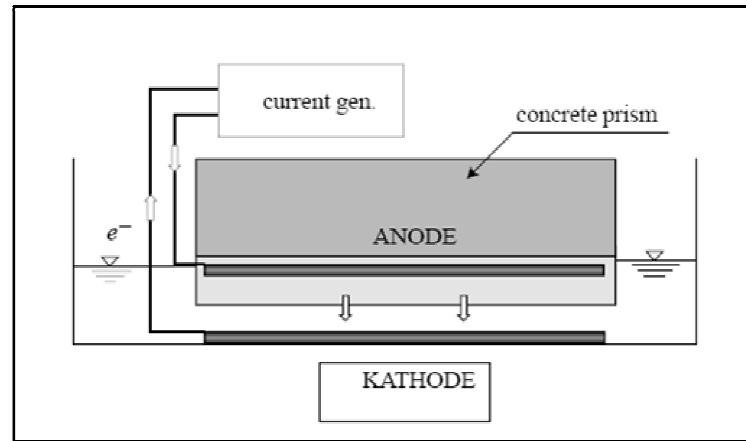 current gen.
concrete prism
e⁻
ANODE
KATHODE